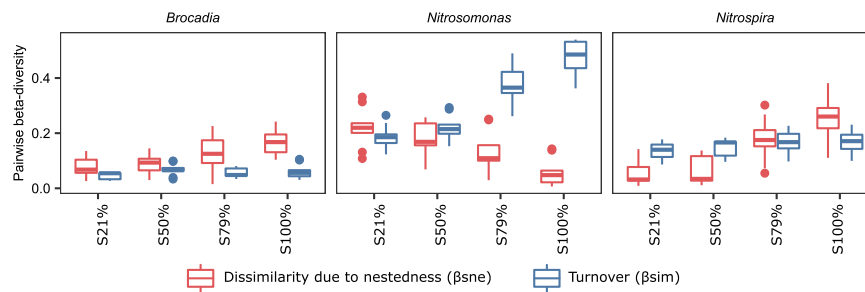 Brocadia Nitrosomonas Nitrospira
Pairwise beta-diversity
0.4
0.2
0.0
S21% S50% S79% S100% S21% S50% S79% S100% S21% S50% S79% S100%
Dissimilarity due to nestedness (βsne) Turnover (βsim)